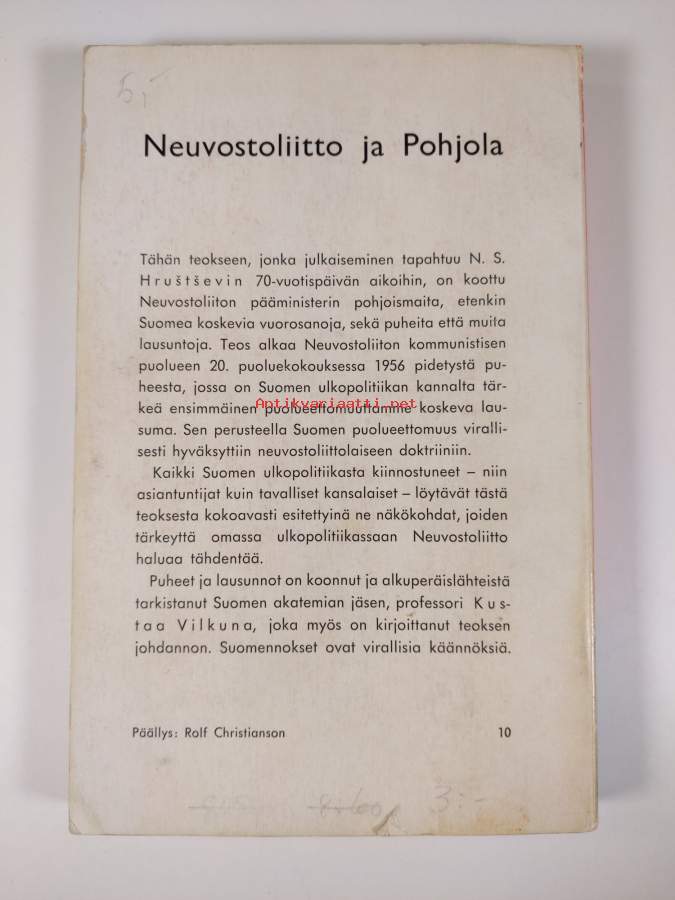 5,-
Neuvostoliitto ja Pohjola
Tähän teokseen, jonka julkaiseminen tapahtuu N. S.
Hruštševin 70-vuotispäivän aikoihin, on koottu
Neuvostoliiton pääministerin pohjoismaita, etenkin
Suomea koskevia vuorosanoja, sekä puheita että muita
lausuntoja. Teos alkaa Neuvostoliiton kommunistisen
puolueen 20. puoluekokouksessa 1956 pidetystä pu-
heesta, jossa on Suomen ulkopolitiikan kannalta tär-
keä ensimmäinen puolueettomuuttamme koskeva lau-
suma. Sen perusteella Suomen puolueettomuus viralli-
sesti hyväksyttiin neuvostoliittolaiseen doktriiniin.
Kaikki Suomen ulkopolitiikasta kiinnostuneet – niin
asiantuntijat kuin tavalliset kansalaiset – löytävät tästä
teoksesta kokoavasti esitettyinä ne näkökohdat, joiden
tärkeyttä omassa ulkopolitiikassaan Neuvostoliitto
haluaa tähdentää.
Puheet ja lausunnot on koonnut ja alkuperäislähteistä
tarkistanut Suomen akatemian jäsen, professori Kus-
taa Vilkuna, joka myös on kirjoittanut teoksen
johdannon. Suomennokset ovat virallisia käännöksiä.
Päällys: Rolf Christianson 10
3:-
Antikvariaatti.net